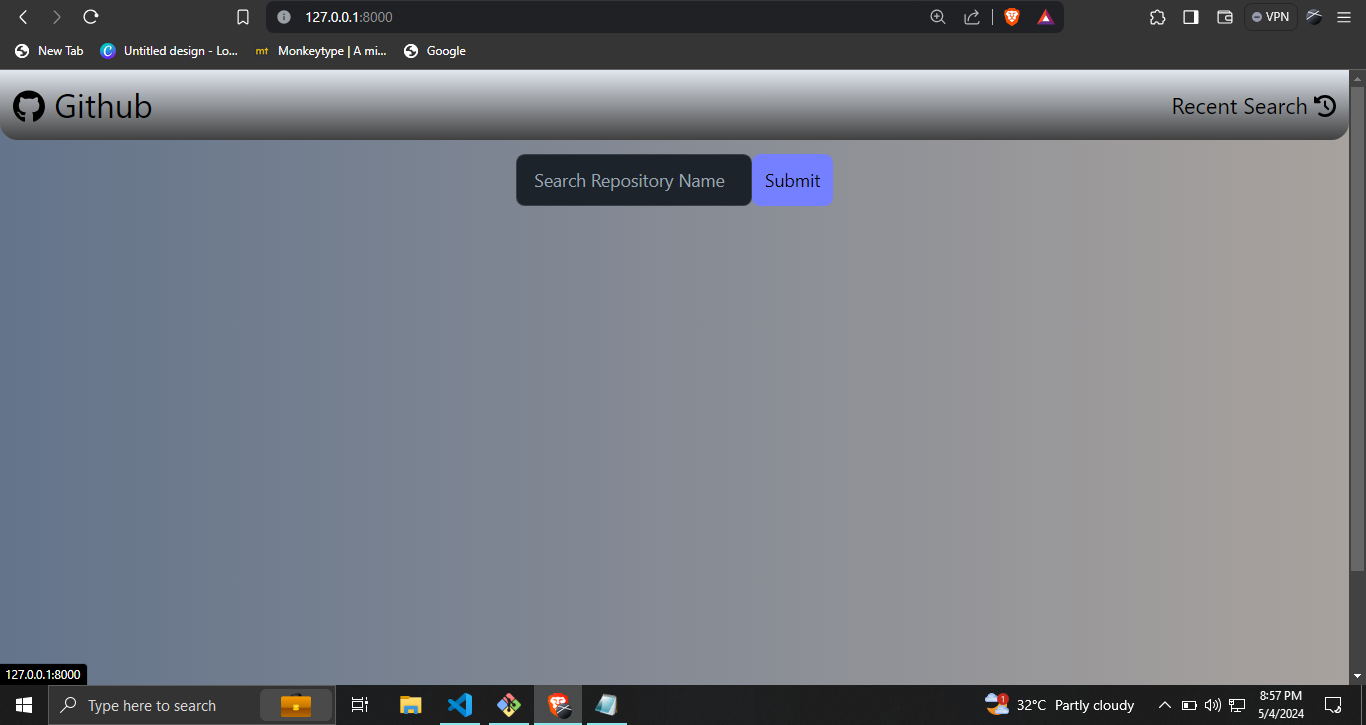 127.0.0.1:8000
VPN
New Tab
Untitled design - Lo...
mt Monkeytype | A mi...
Google
Github
Recent Search
Search Repository Name
Submit
127.0.0.1:8000
Type here to search
1
32°C Partly cloudy
8:57 PM
5/4/2024